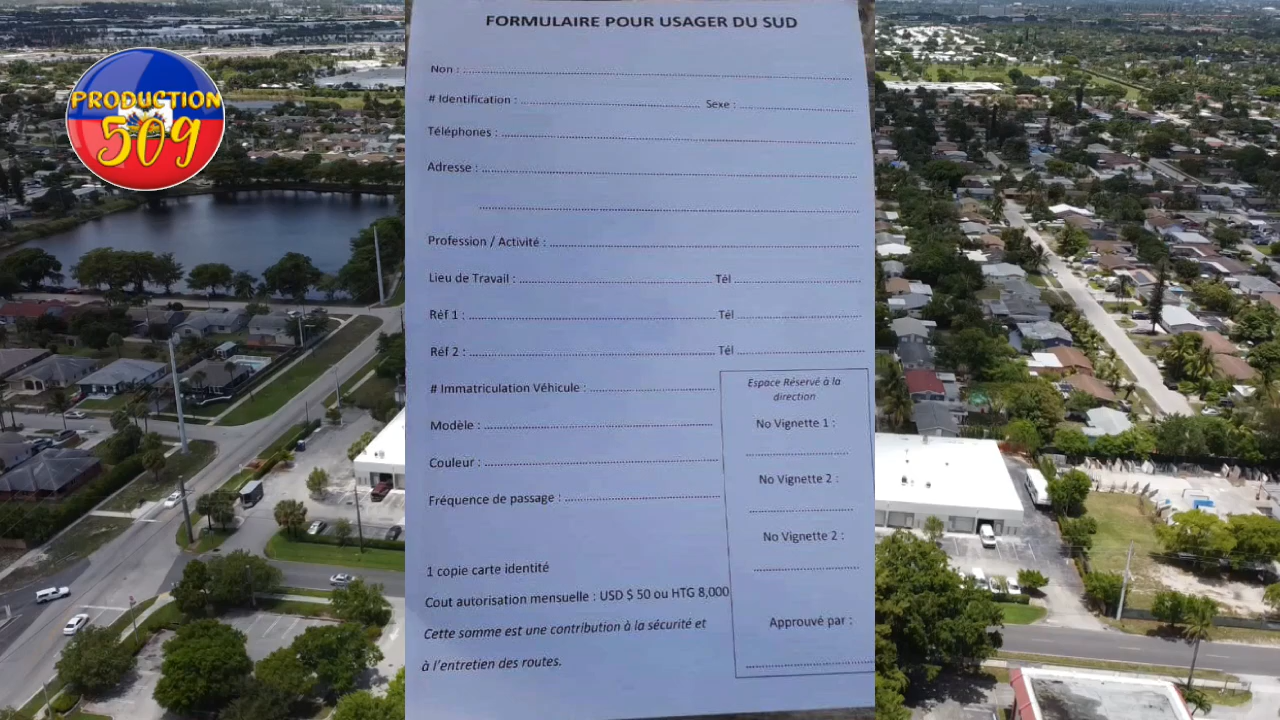 PRODUCTION
509
FORMULAIRE POUR USAGER DU SUD
Non :
# Identification : Sexe :
Téléphones :
Adresse :
Profession / Activité :
Lieu de Travail : Tél
Réf 1 : Tél
Réf 2 : Tél
# Immatriculation Véhicule :
Modèle :
Couleur :
Fréquence de passage :
1 copie carte identité
Cout autorisation mensuelle : USD $ 50 ou HTG 8,000
Cette somme est une contribution à la sécurité et
à l'entretien des routes.
Espace Réservé à la
direction
No Vignette 1 :
No Vignette 2 :
No Vignette 2 :
Approuvé par :